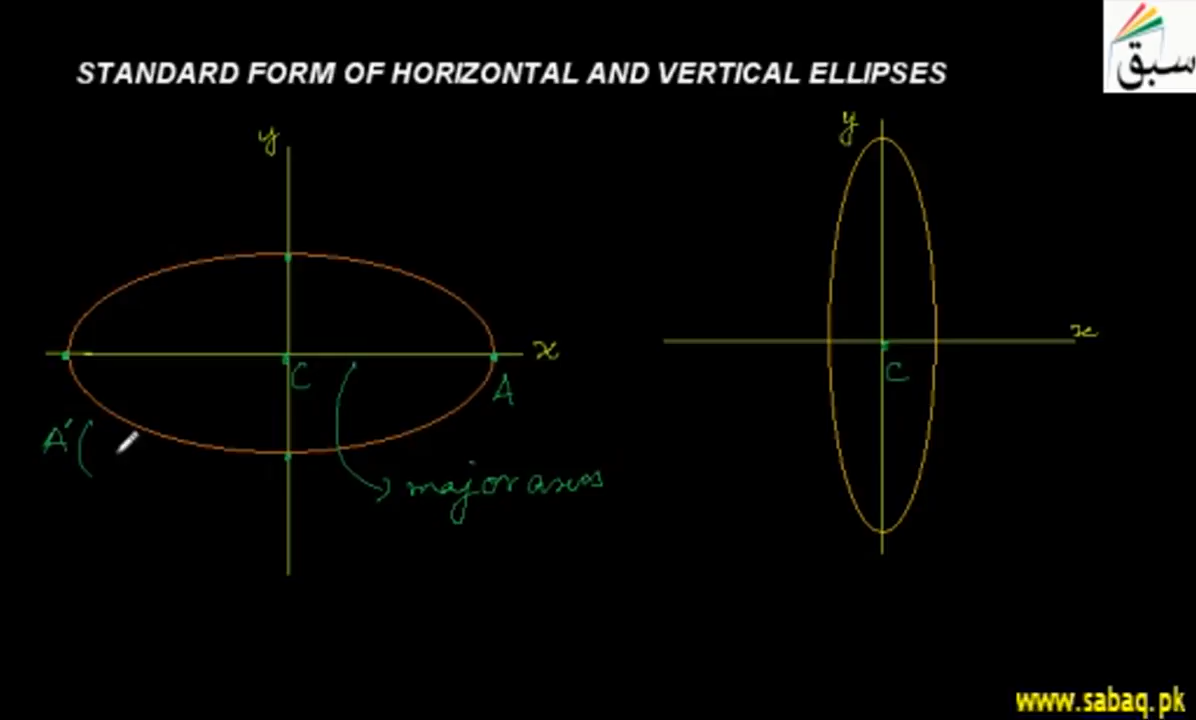 سبق
STANDARD FORM OF HORIZONTAL AND VERTICAL ELLIPSES
y
y
x
x
C
C
A
A'(
major axis
www.sabaq.pk